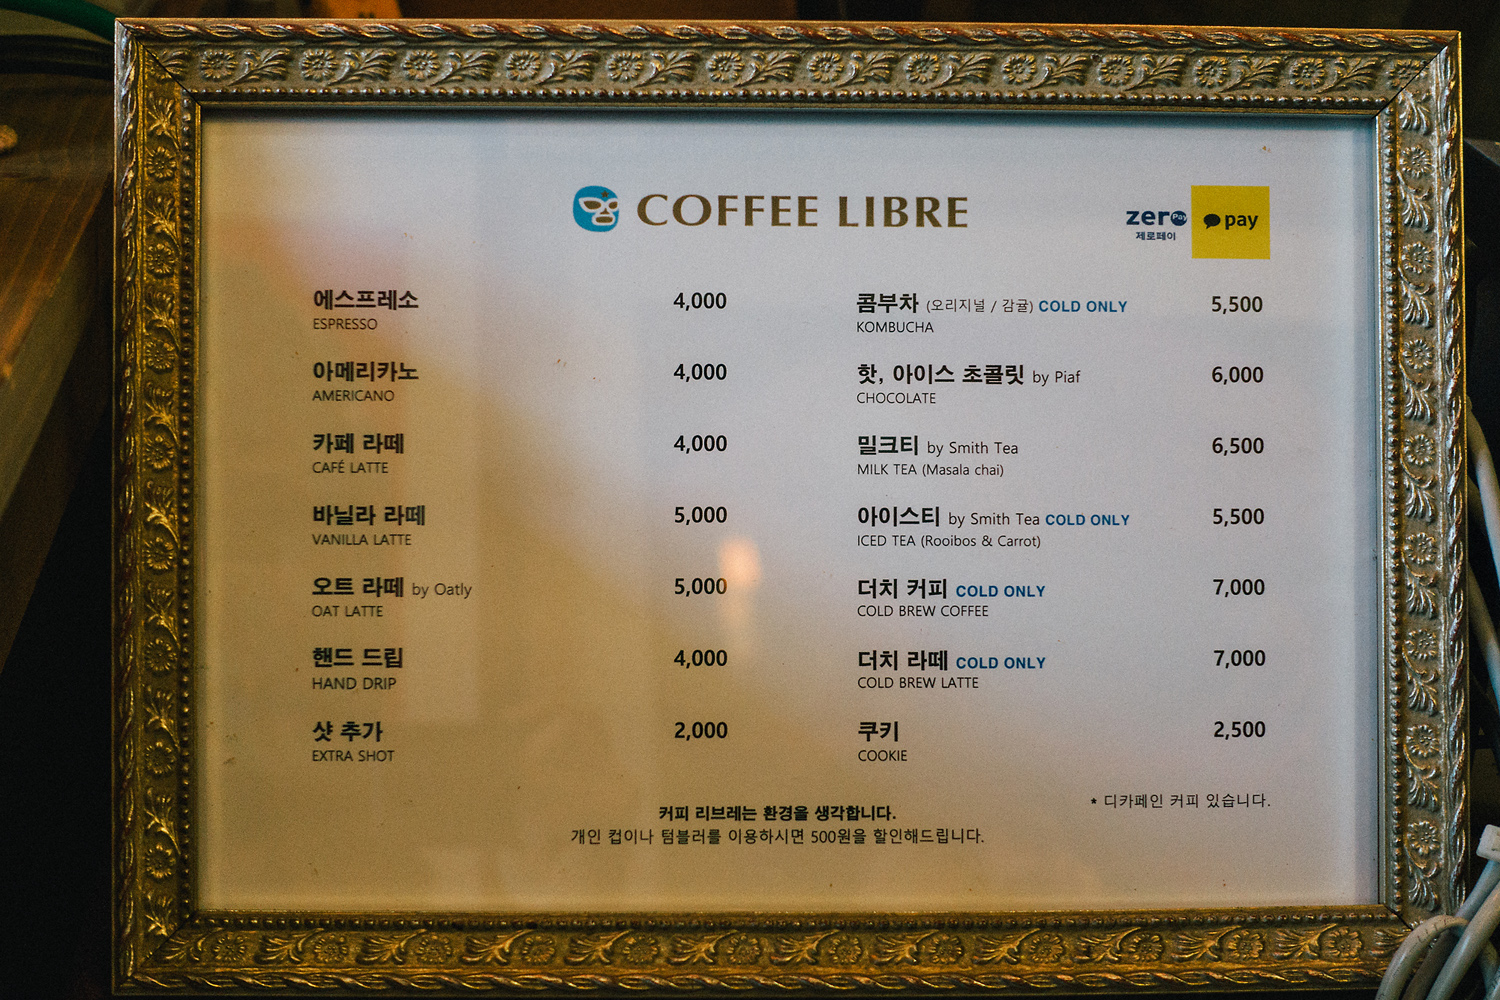 COFFEE LIBRE
zero Pay
제로페이
pay
에스프레소 4,000
ESPRESSO
아메리카노 4,000
AMERICANO
카페 라떼 4,000
CAFÉ LATTE
바닐라 라떼 5,000
VANILLA LATTE
오트 라떼 by Oatly 5,000
OAT LATTE
핸드 드립 4,000
HAND DRIP
샷 추가 2,000
EXTRA SHOT
콤부차 (오리지널 / 감귤) COLD ONLY 5,500
KOMBUCHA
핫, 아이스 초콜릿 by Piaf 6,000
CHOCOLATE
밀크티 by Smith Tea 6,500
MILK TEA (Masala chai)
아이스티 by Smith Tea COLD ONLY 5,500
ICED TEA (Rooibos & Carrot)
더치 커피 COLD ONLY 7,000
COLD BREW COFFEE
더치 라떼 COLD ONLY 7,000
COLD BREW LATTE
쿠키 2,500
COOKIE
* 디카페인 커피 있습니다.
커피 리브레는 환경을 생각합니다.
개인 컵이나 텀블러를 이용하시면 500원을 할인해드립니다.